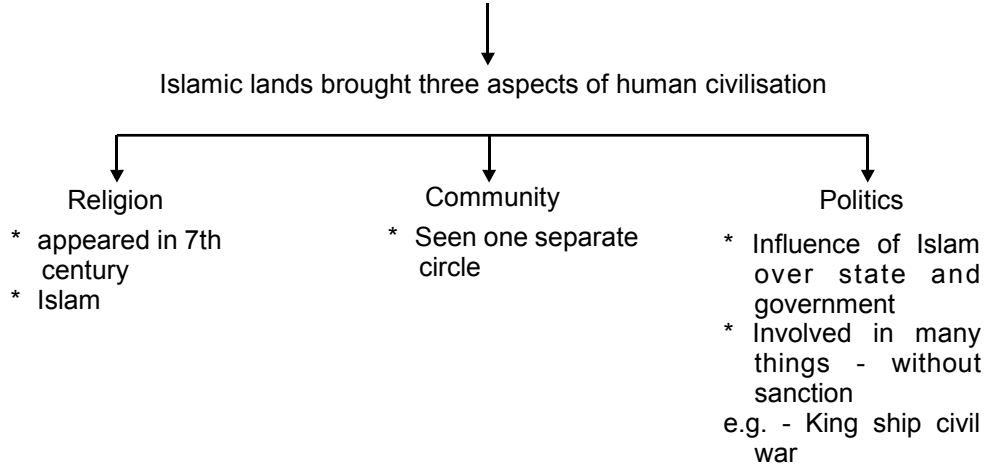 Islamic lands brought three aspects of human civilisation
Religion
* appeared in 7th
century
* Islam
Community
* Seen one separate
circle
Politics
* Influence of Islam
over state and
government
* Involved in many
things - without
sanction
e.g. - King ship civil
war